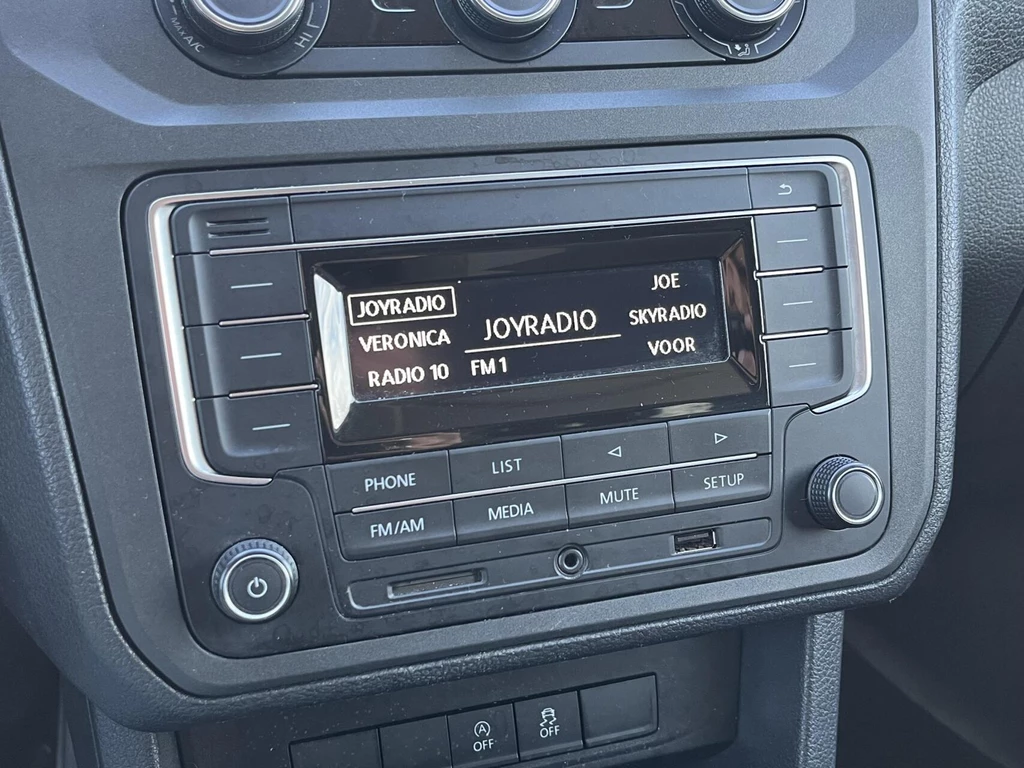 MAX A/C
HI
JOYRADIO
VERONICA
RADIO 10
JOYRADIO
FM 1
JOE
SKYRADIO
VOOR
PHONE
LIST
FM/AM
MEDIA
MUTE
SETUP
A
OFF
OFF